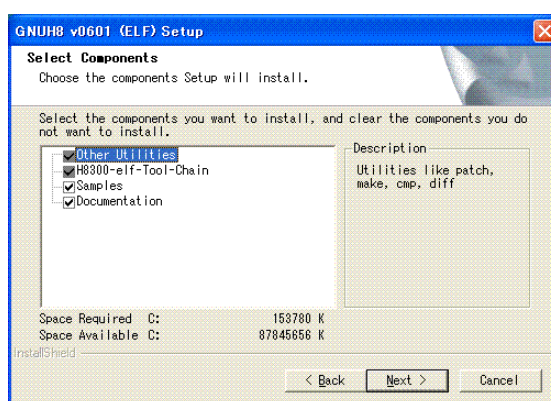 GNUH8 v0601 (ELF) Setup
Select Components
Choose the components Setup will install.
Select the components you want to install, and clear the components you do
not want to install.
Other Utilities
H8300-elf-Tool-Chain
Samples
Documentation
Description
Utilities like patch,
make, cmp, diff
Space Required C: 153780 K
Space Available C: 87845656 K
InstallShield
< Back Next > Cancel